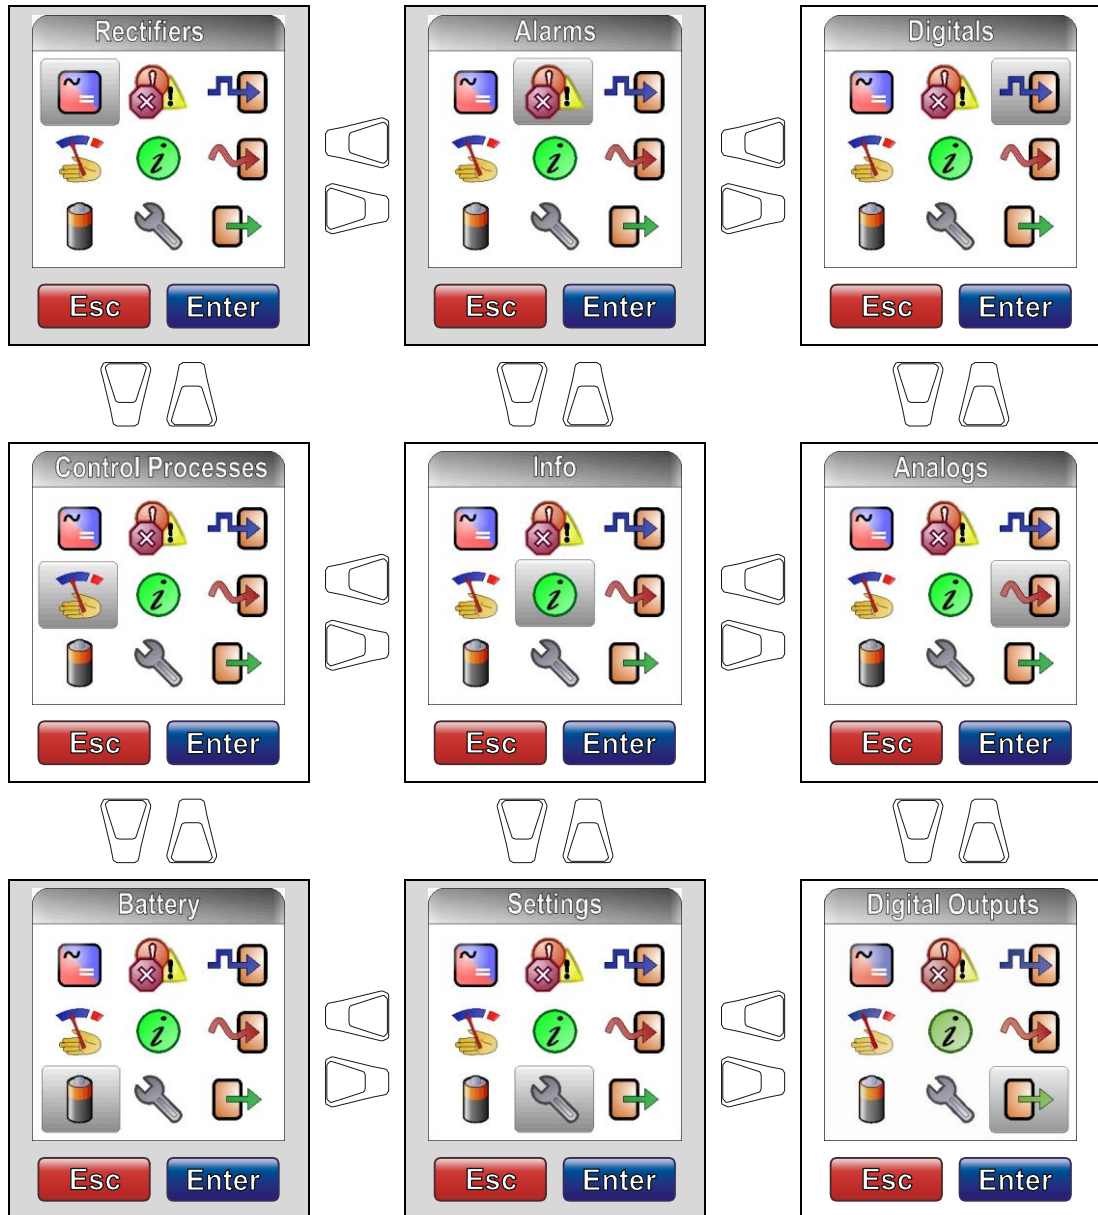 Rectifiers
Alarms
Digitals
Esc Enter
Esc Enter
Esc Enter
Control Processes
Info
Analogs
Esc Enter
Esc Enter
Esc Enter
Battery
Settings
Digital Outputs
Esc Enter
Esc Enter
Esc Enter